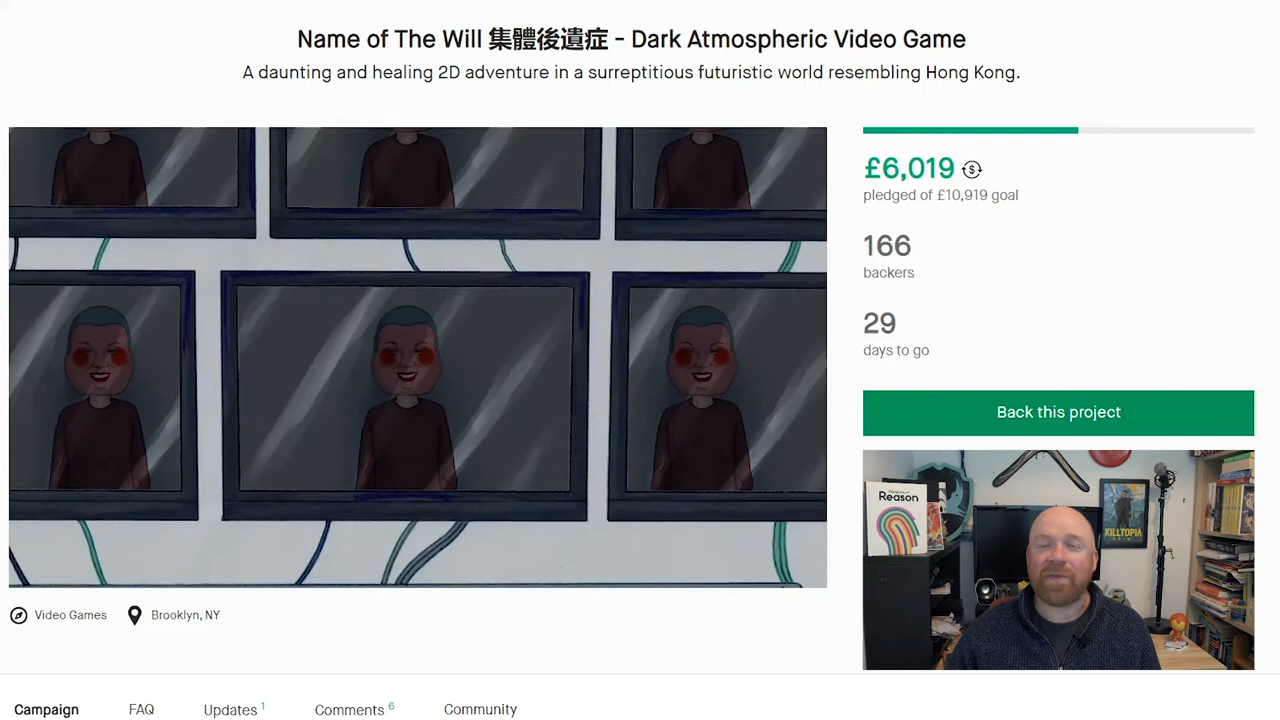 Name of The Will 集體後遺症 - Dark Atmospheric Video Game
A daunting and healing 2D adventure in a surreptitious futuristic world resembling Hong Kong.
£6,019
pledged of £10,919 goal
166
backers
29
days to go
Back this project
Reason
KILLTOPIA
Video Games
Brooklyn, NY
Campaign
FAQ
Updates 1
Comments 6
Community